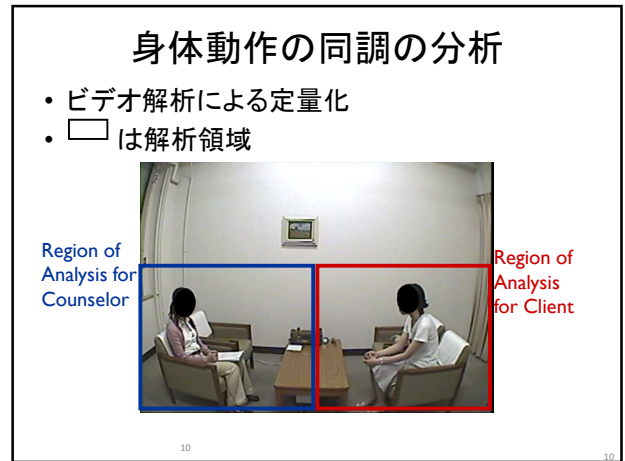 身体動作の同調の分析
• ビデオ解析による定量化
• は解析領域
Region of
Analysis for
Counselor
Region of
Analysis
for Client
10
10